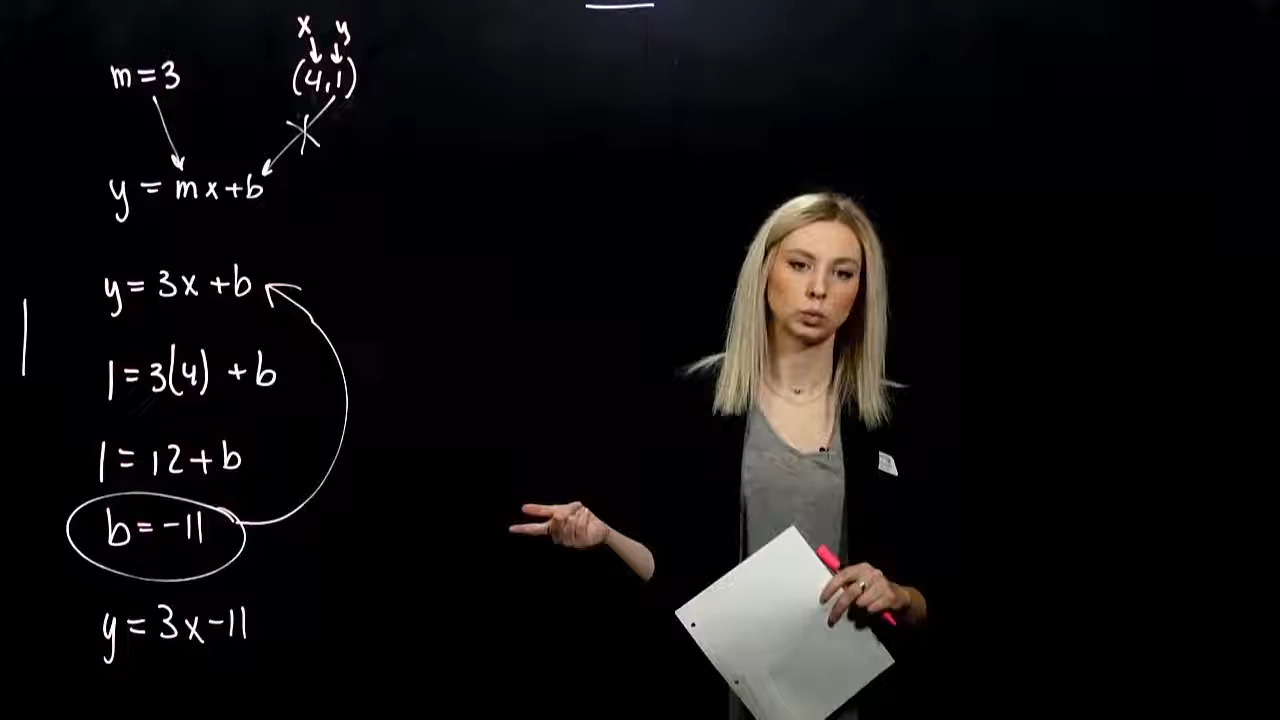 x y
m = 3 (4,1)
y = mx + b
y = 3x + b
1 = 3(4) + b
1 = 12 + b
b = -11
y = 3x - 11